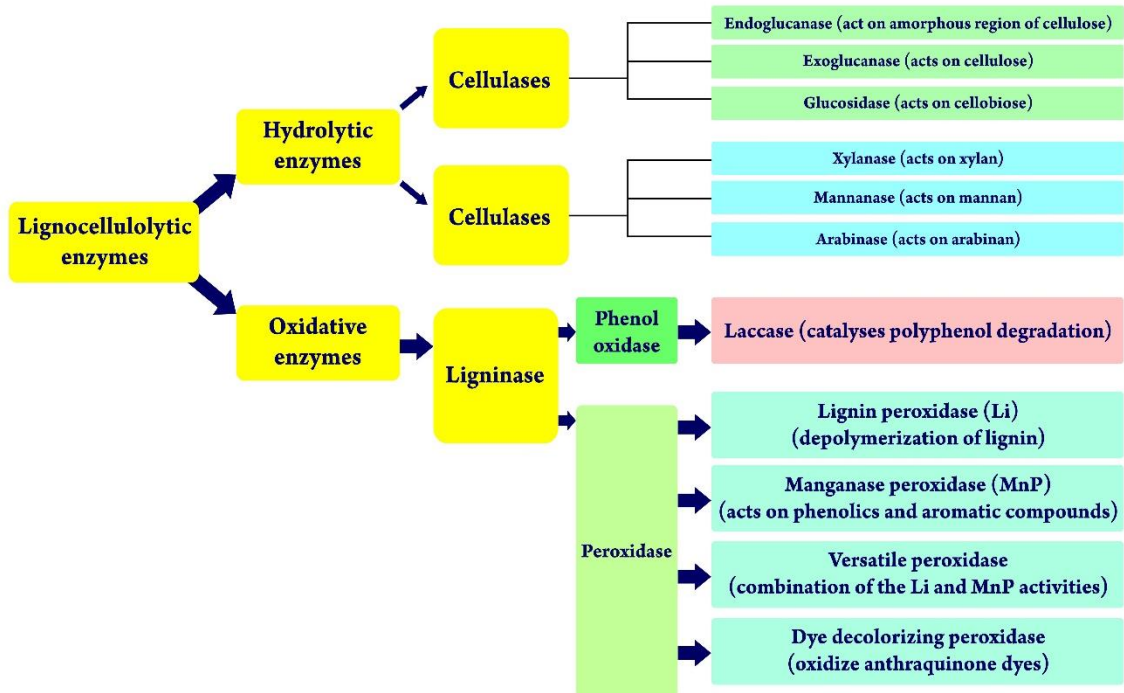 Lignocellulolytic
enzymes
Hydrolytic
enzymes
Cellulases
Endoglucanase (act on amorphous region of cellulose)
Exoglucanase (acts on cellulose)
Glucosidase (acts on cellobiose)
Cellulases
Xylanase (acts on xylan)
Mannanase (acts on mannan)
Arabinase (acts on arabinan)
Oxidative
enzymes
Ligninase
Phenol
oxidase
Laccase (catalyses polyphenol degradation)
Peroxidase
Lignin peroxidase (Li)
(depolymerization of lignin)
Manganase peroxidase (MnP)
(acts on phenolics and aromatic compounds)
Versatile peroxidase
(combination of the Li and MnP activities)
Dye decolorizing peroxidase
(oxidize anthraquinone dyes)